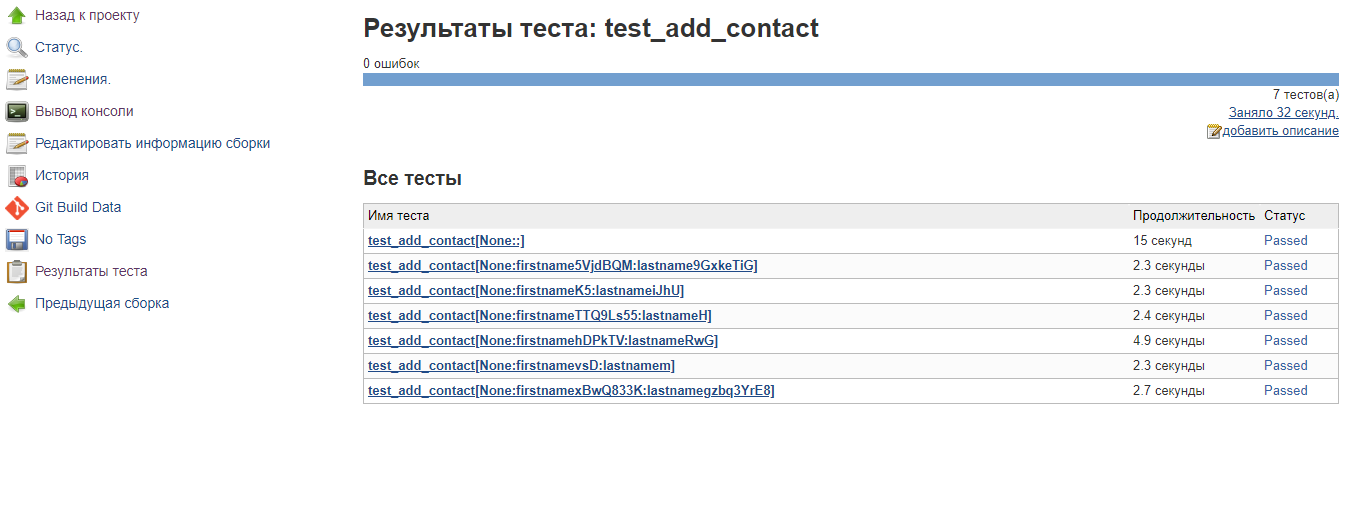 Назад к проекту
Статус.
Изменения.
Вывод консоли
Редактировать информацию сборки
История
Git Build Data
No Tags
Результаты теста
Предыдущая сборка
Результаты теста: test_add_contact
0 ошибок
7 тестов(а)
Заняло 32 секунд.
добавить описание
Все тесты
Имя теста Продолжительность Статус
test_add_contact[None::] 15 секунд Passed
test_add_contact[None:firstname5VjdBQM:lastname9GxkeTiG] 2.3 секунды Passed
test_add_contact[None:firstnameK5:lastnameiJhU] 2.3 секунды Passed
test_add_contact[None:firstnameTTQ9Ls55:lastnameH] 2.4 секунды Passed
test_add_contact[None:firstnamehDPkTV:lastnameRwG] 4.9 секунды Passed
test_add_contact[None:firstnamevsD:lastnamem] 2.3 секунды Passed
test_add_contact[None:firstnamexBwQ833K:lastnamegzbq3YrE8] 2.7 секунды Passed